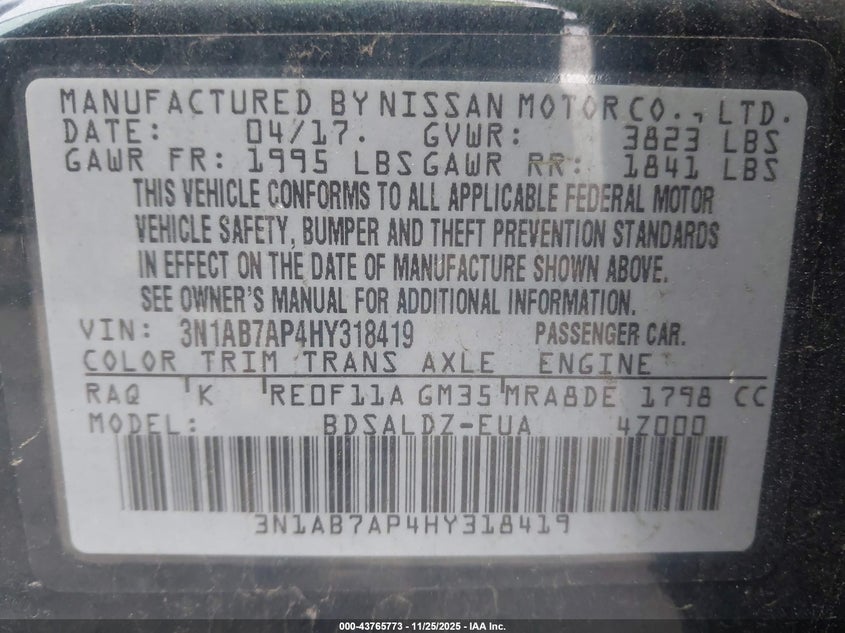 MANUFACTURED BY NISSAN MOTOR CO., LTD.
DATE: 04/17. GVWR: 3823 LBS
GAWR FR: 1995 LBS GAWR RR: 1841 LBS
THIS VEHICLE CONFORMS TO ALL APPLICABLE FEDERAL MOTOR
VEHICLE SAFETY, BUMPER AND THEFT PREVENTION STANDARDS
IN EFFECT ON THE DATE OF MANUFACTURE SHOWN ABOVE.
SEE OWNER'S MANUAL FOR ADDITIONAL INFORMATION.
VIN: 3N1AB7AP4HY318419 PASSENGER CAR.
COLOR TRIM TRANS AXLE ENGINE
RAQ K RE0F11A GM35 MRA8DE 1798 CC
MODEL: BDSALDZ-EUA 4Z000
3N1AB7AP4HY318419
000-43765773 - 11/25/2025 - IAA Inc.